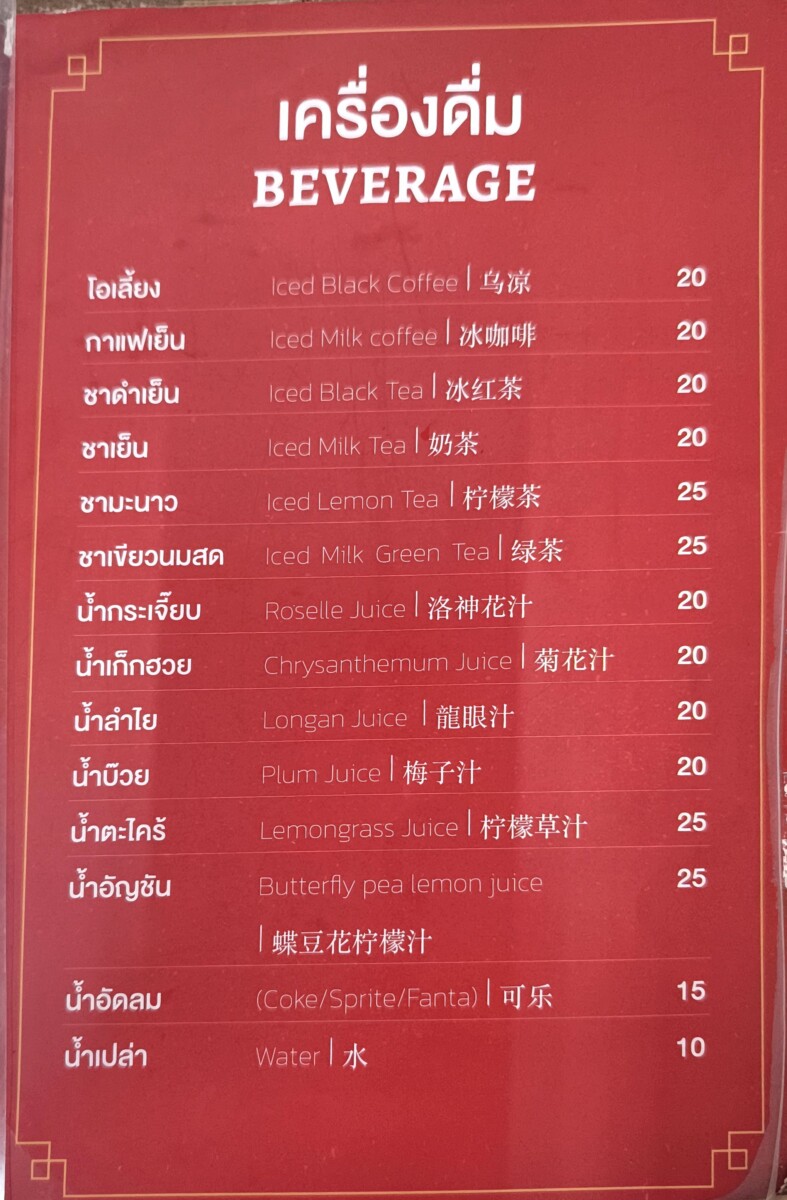 เครื่องดื่ม
BEVERAGE
โอเลี้ยง Iced Black Coffee | 乌凉 20
กาแฟเย็น Iced Milk coffee | 冰咖啡 20
ชาดำเย็น Iced Black Tea | 冰红茶 20
ชาเย็น Iced Milk Tea | 奶茶 20
ชามะนาว Iced Lemon Tea | 柠檬茶 25
ชาเขียวนมสด Iced Milk Green Tea | 绿茶 25
น้ำกระเจี๊ยบ Roselle Juice | 洛神花汁 20
น้ำเก็กฮวย Chrysanthemum Juice | 菊花汁 20
น้ำลำไย Longan Juice | 龍眼汁 20
น้ำบ๊วย Plum Juice | 梅子汁 20
น้ำตะไคร้ Lemongrass Juice | 柠檬草汁 25
น้ำอัญชัน Butterfly pea lemon juice 25
| 蝶豆花柠檬汁
น้ำอัดลม (Coke/Sprite/Fanta) | 可乐 15
น้ำเปล่า Water | 水 10